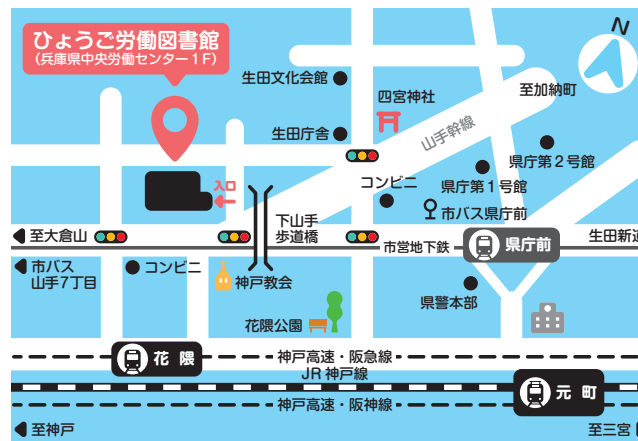 ひょうご労働図書館
（兵庫県中央労働センター１F）
N
生田文化会館
四宮神社
至加納町
生田庁舎
山手幹線
県庁第２号館
県庁第１号館
コンビニ
入口
市バス県庁前
下山手
歩道橋
至大倉山
市営地下鉄
県庁前
生田新道
市バス
山手7丁目
コンビニ
神戸教会
県警本部
花隈公園
花隈
神戸高速・阪急線
JR神戸線
元町
神戸高速・阪神線
至神戸
至三宮